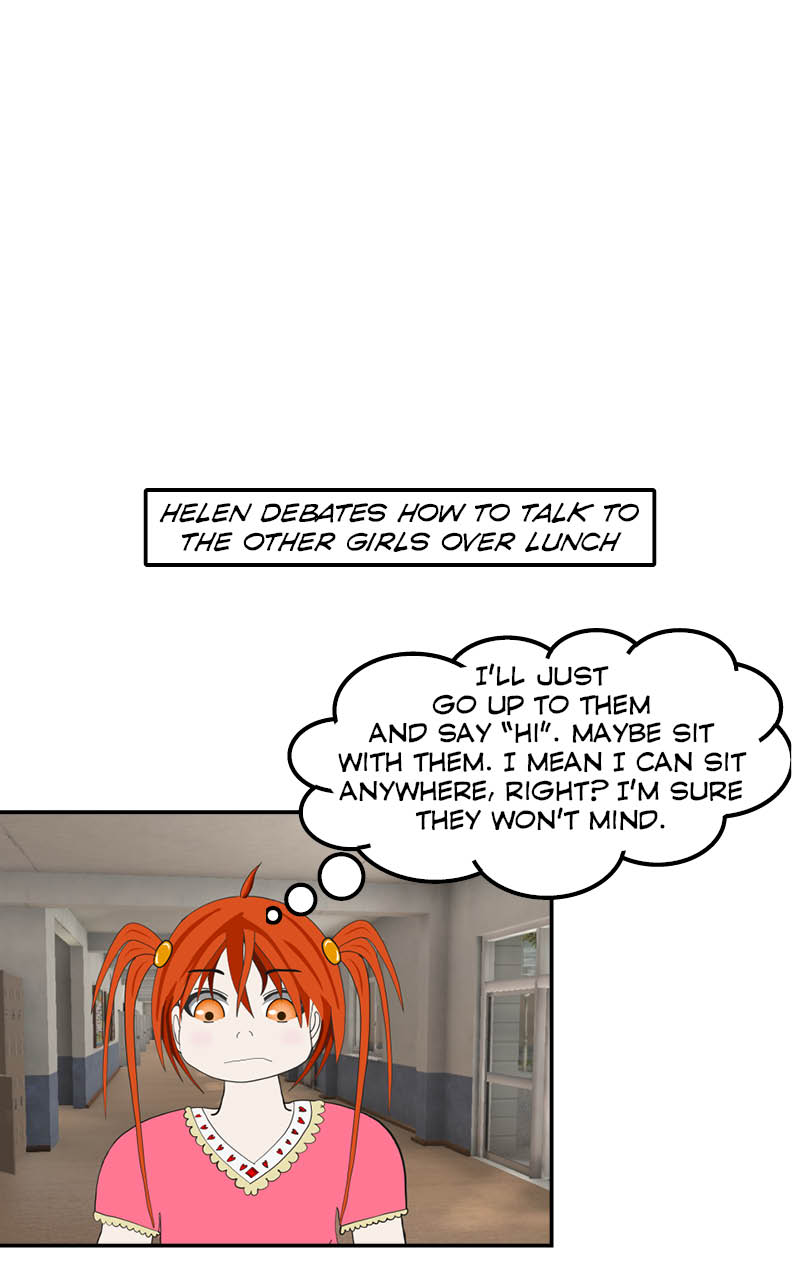 HELEN DEBATES HOW TO TALK TO
THE OTHER GIRLS OVER LUNCH
I'LL JUST
GO UP TO THEM
AND SAY "HI". MAYBE SIT
WITH THEM. I MEAN I CAN SIT
ANYWHERE, RIGHT? I'M SURE
THEY WON'T MIND.